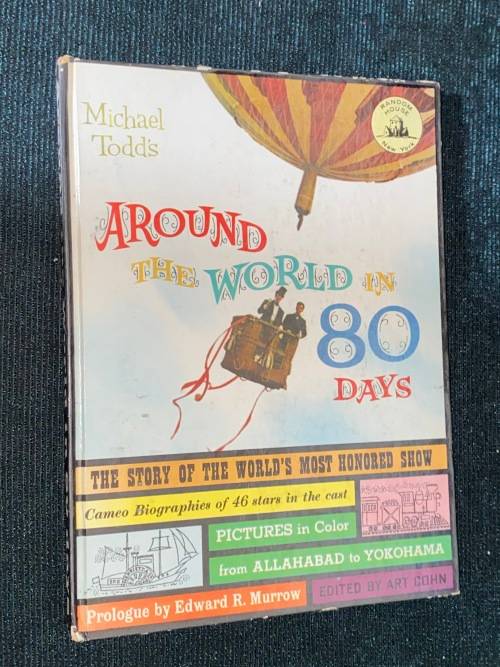 Michael
Todd's
RANDOM
HOUSE
New York
AROUND
THE WORLD IN
80
DAYS
THE STORY OF THE WORLD'S MOST HONORED SHOW
Cameo Biographies of 46 stars in the cast
PICTURES in Color
from ALLAHABAD to YOKOHAMA
Prologue by Edward R. Murrow
EDITED BY ART COHN